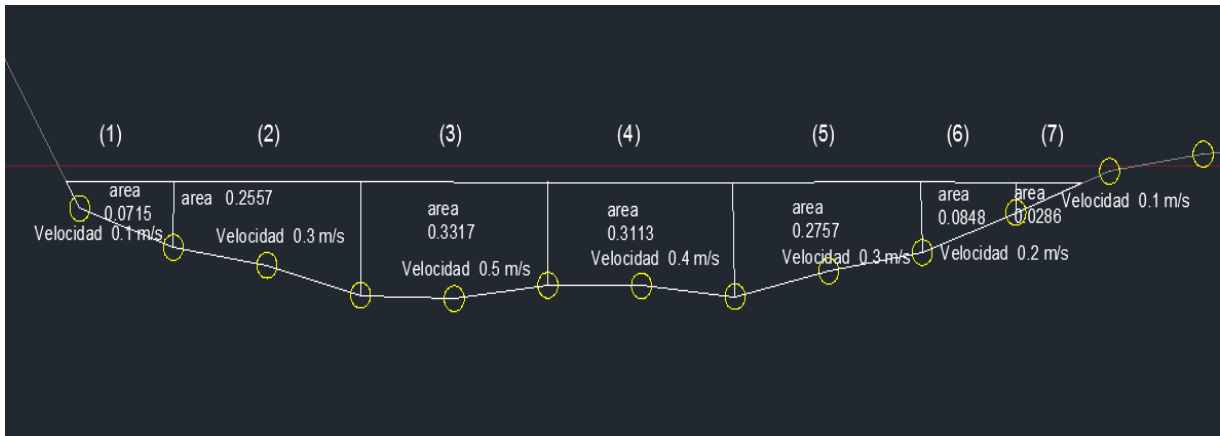 (1) (2) (3) (4) (5) (6) (7)
area
0.0715
Velocidad 0.1 m/s
area 0.2557
Velocidad 0.3 m/s
area
0.3317
Velocidad 0.5 m/s
area
0.3113
Velocidad 0.4 m/s
area
0.2757
Velocidad 0.3 m/s
area
0.0848
Velocidad 0.2 m/s
area
0.0286
Velocidad 0.1 m/s